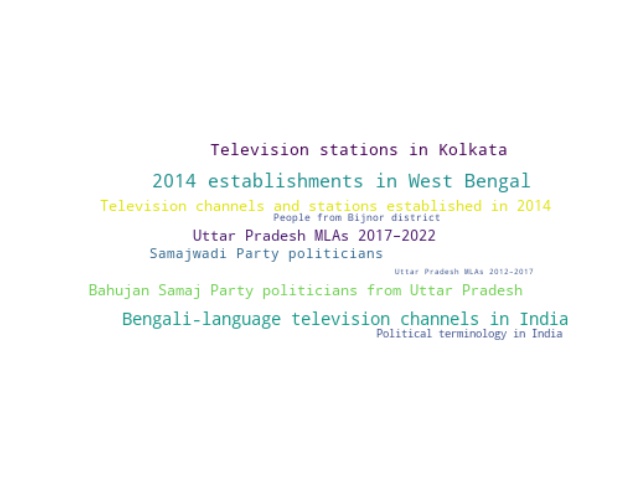 Television stations in Kolkata
2014 establishments in West Bengal
Television channels and stations established in 2014
People from Bijnor district
Uttar Pradesh MLAs 2017–2022
Samajwadi Party politicians
Uttar Pradesh MLAs 2012–2017
Bahujan Samaj Party politicians from Uttar Pradesh
Bengali-language television channels in India
Political terminology in India